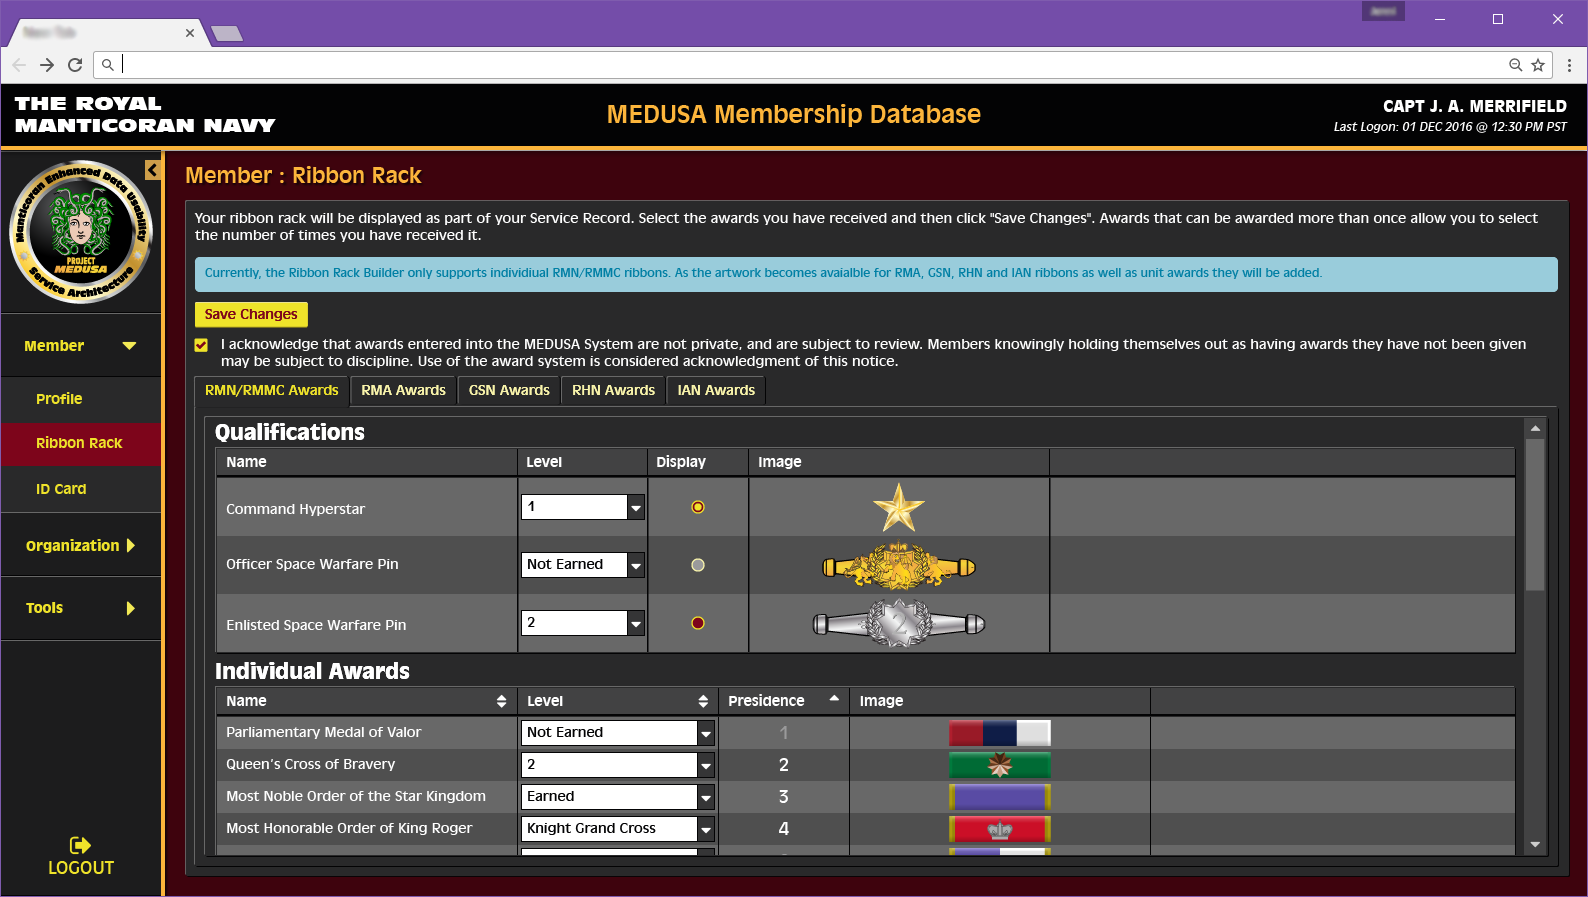 THE ROYAL
MANTICORAN NAVY
MEDUSA Membership Database
CAPT J. A. MERRIFIELD
Last Logon: 01 DEC 2016 @ 12:30 PM PST
Manticoran Enhanced Data Usability
PROJECT
MEDUSA
Service Architecture
Member
Profile
Ribbon Rack
ID Card
Organization
Tools
LOGOUT
Member : Ribbon Rack
Your ribbon rack will be displayed as part of your Service Record. Select the awards you have received and then click "Save Changes". Awards that can be awarded more than once allow you to select
the number of times you have received it.
Currently, the Ribbon Rack Builder only supports individiual RMN/RMMC ribbons. As the artwork becomes avaialble for RMA, GSN, RHN and IAN ribbons as well as unit awards they will be added.
Save Changes
I acknowledge that awards entered into the MEDUSA System are not private, and are subject to review. Members knowingly holding themselves out as having awards they have not been given
may be subject to discipline. Use of the award system is considered acknowledgment of this notice.
RMN/RMMC Awards RMA Awards GSN Awards RHN Awards IAN Awards
Qualifications
Name Level Display Image
Command Hyperstar 1
Officer Space Warfare Pin Not Earned
Enlisted Space Warfare Pin 2 2
Individual Awards
Name Level Presidence Image
Parliamentary Medal of Valor Not Earned 1
Queen's Cross of Bravery 2 2
Most Noble Order of the Star Kingdom Earned 3
Most Honorable Order of King Roger Knight Grand Cross 4